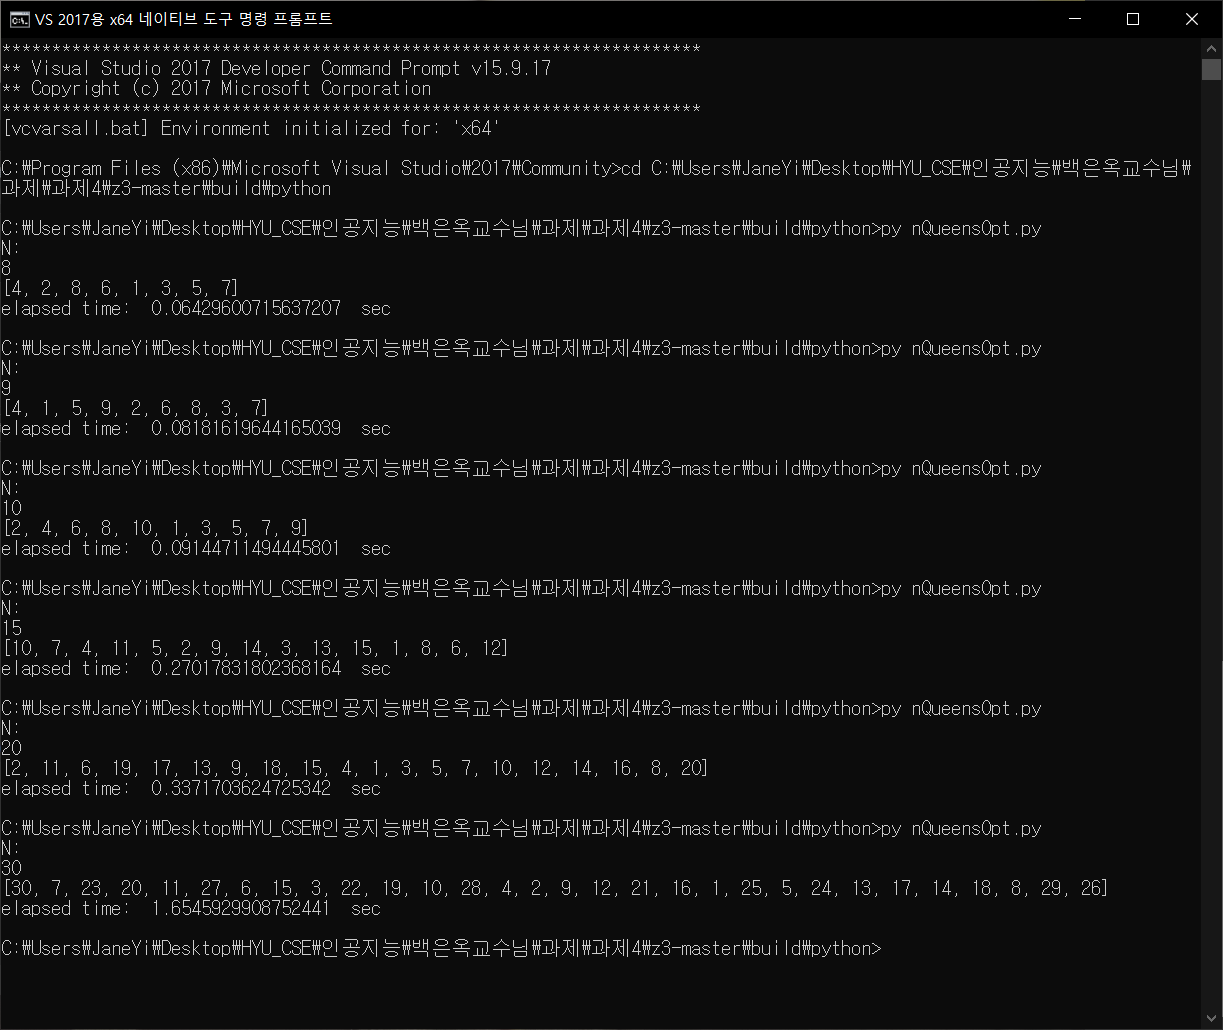 VS 2017용 x64 네이티브 도구 명령 프롬프트
**********************************************************************
** Visual Studio 2017 Developer Command Prompt v15.9.17
** Copyright (c) 2017 Microsoft Corporation
**********************************************************************
[vcvarsall.bat] Environment initialized for: 'x64'
C:₩Program Files (x86)₩Microsoft Visual Studio₩2017₩Community>cd C:₩Users₩JaneYi₩Desktop₩HYU_CSE₩인공지능₩백은옥교수님₩
과제₩과제4₩z3-master₩build₩python
C:₩Users₩JaneYi₩Desktop₩HYU_CSE₩인공지능₩백은옥교수님₩과제₩과제4₩z3-master₩build₩python>py nQueensOpt.py
N:
8
[4, 2, 8, 6, 1, 3, 5, 7]
elapsed time:  0.06429600715637207  sec
C:₩Users₩JaneYi₩Desktop₩HYU_CSE₩인공지능₩백은옥교수님₩과제₩과제4₩z3-master₩build₩python>py nQueensOpt.py
N:
9
[4, 1, 5, 9, 2, 6, 8, 3, 7]
elapsed time:  0.08181619644165039  sec
C:₩Users₩JaneYi₩Desktop₩HYU_CSE₩인공지능₩백은옥교수님₩과제₩과제4₩z3-master₩build₩python>py nQueensOpt.py
N:
10
[2, 4, 6, 8, 10, 1, 3, 5, 7, 9]
elapsed time:  0.09144711494445801  sec
C:₩Users₩JaneYi₩Desktop₩HYU_CSE₩인공지능₩백은옥교수님₩과제₩과제4₩z3-master₩build₩python>py nQueensOpt.py
N:
15
[10, 7, 4, 11, 5, 2, 9, 14, 3, 13, 15, 1, 8, 6, 12]
elapsed time:  0.27017831802368164  sec
C:₩Users₩JaneYi₩Desktop₩HYU_CSE₩인공지능₩백은옥교수님₩과제₩과제4₩z3-master₩build₩python>py nQueensOpt.py
N:
20
[2, 11, 6, 19, 17, 13, 9, 18, 15, 4, 1, 3, 5, 7, 10, 12, 14, 16, 8, 20]
elapsed time:  0.3371703624725342  sec
C:₩Users₩JaneYi₩Desktop₩HYU_CSE₩인공지능₩백은옥교수님₩과제₩과제4₩z3-master₩build₩python>py nQueensOpt.py
N:
30
[30, 7, 23, 20, 11, 27, 6, 15, 3, 22, 19, 10, 28, 4, 2, 9, 12, 21, 16, 1, 25, 5, 24, 13, 17, 14, 18, 8, 29, 26]
elapsed time:  1.6545929908752441  sec
C:₩Users₩JaneYi₩Desktop₩HYU_CSE₩인공지능₩백은옥교수님₩과제₩과제4₩z3-master₩build₩python>